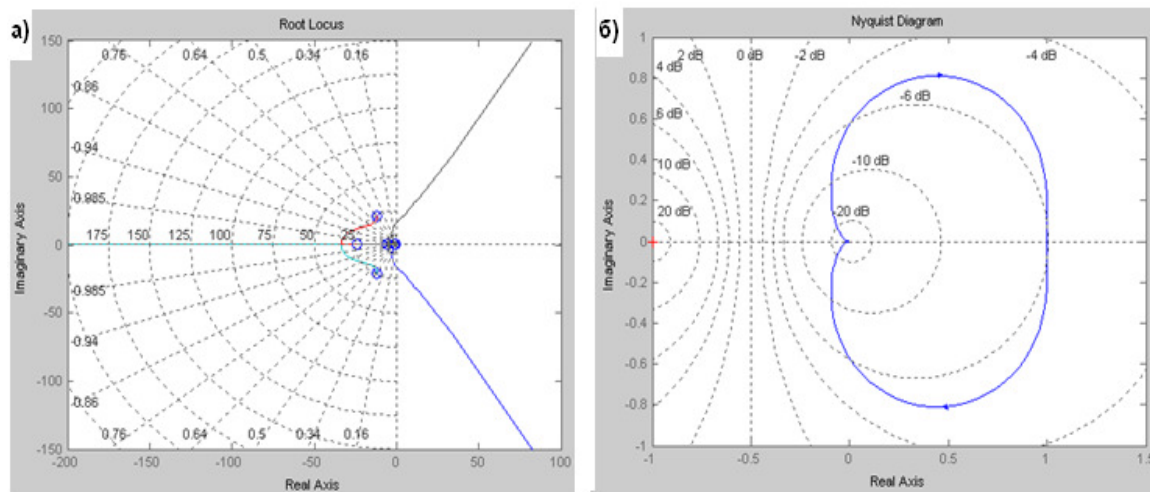 а)
Root Locus
Imaginary Axis
150
100
50
0
-50
-100
-150
0.76
0.64
0.5
0.34
0.16
0.86
0.94
0.985
175
150
125
100
75
50
25
0.985
0.94
0.86
0.76
0.64
0.5
0.34
0.16
-200
-150
-100
-50
0
50
100
Real Axis
б)
Nyquist Diagram
Imaginary Axis
1
0.8
0.6
0.4
0.2
0
-0.2
-0.4
-0.6
-0.8
-1
2 dB
0 dB
-2 dB
-4 dB
4 dB
-6 dB
6 dB
10 dB
-10 dB
20 dB
-20 dB
-1
-0.5
0
0.5
1
1.5
Real Axis